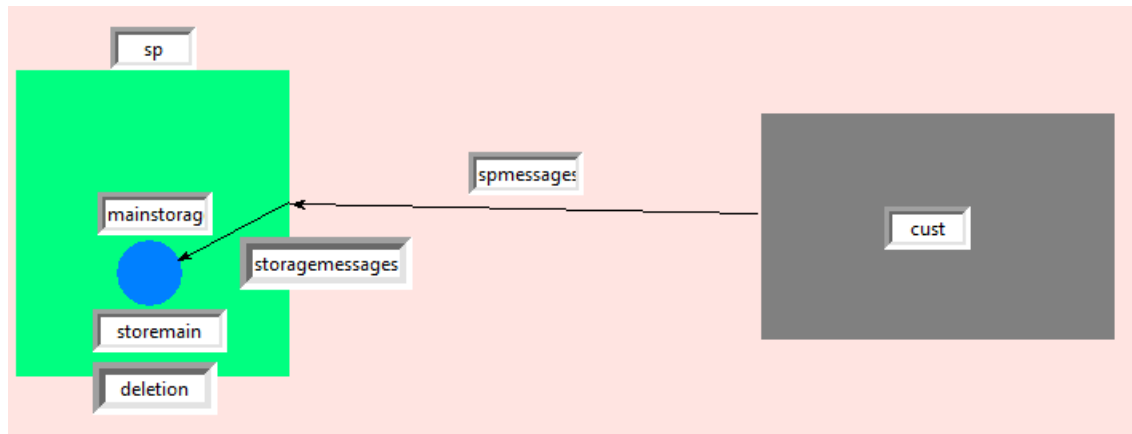 sp
spmessages
mainstorag
cust
storagemessages
storemain
deletion